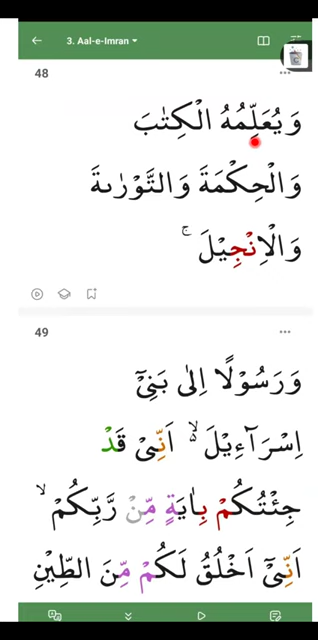 3. Aal-e-Imran
48
وَ يُعَلِّمُهُ الْكِتٰبَ
وَالْحِكْمَةَ وَالتَّوْرٰىةَ
وَالْاِنْجِيْلَ ۚ
49
وَرَسُوْلًا اِلٰى بَنِىْٓ
اِسْرَآءِيْلَ ۙ۬ اَنِّىْ قَدْ
جِئْتُكُمْ بِاٰيَةٍ مِّنْ رَّبِّكُمْ ۙ
اَنِّىْٓ اَخْلُقُ لَكُمْ مِّنَ الطِّيْنِ